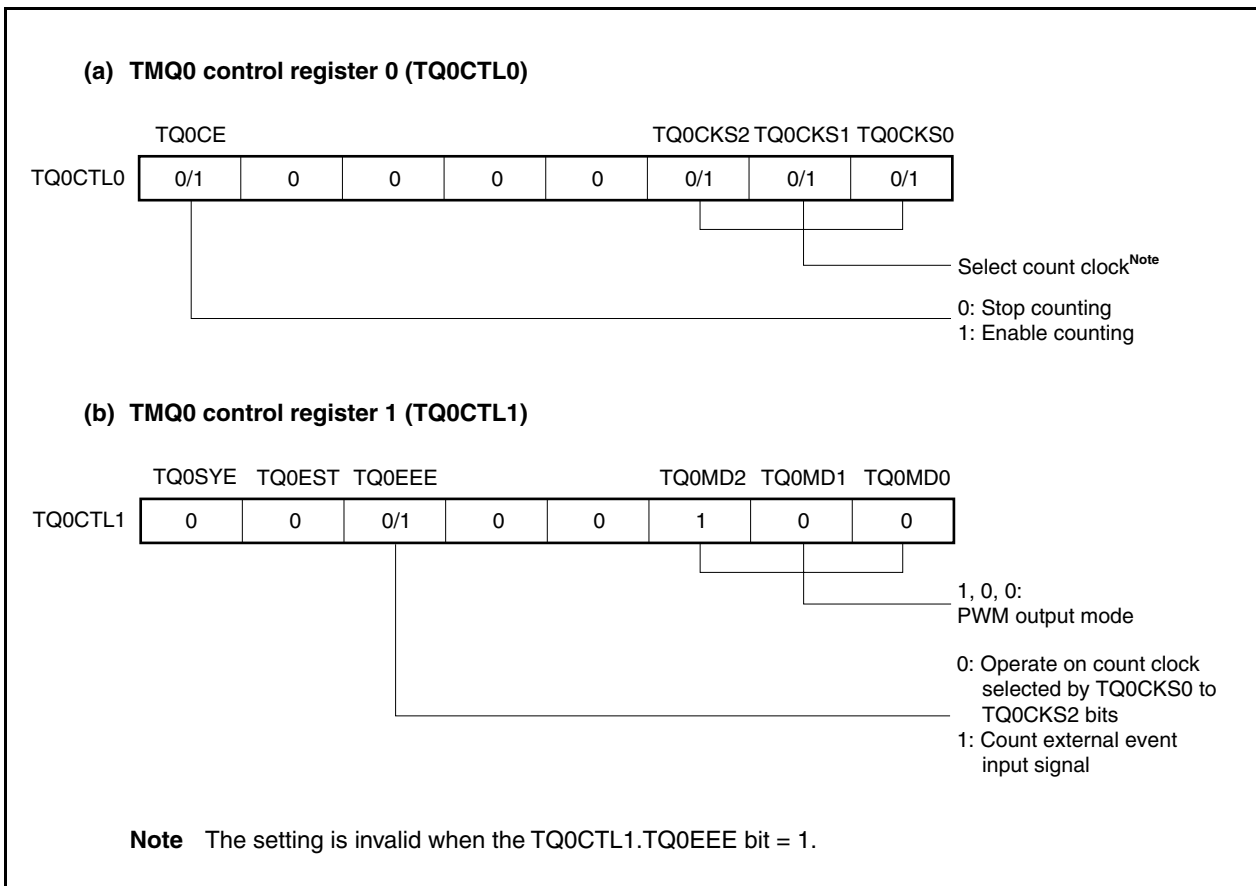 (a) TMQ0 control register 0 (TQ0CTL0)
TQ0CE TQ0CKS2 TQ0CKS1 TQ0CKS0
TQ0CTL0 0/1 0 0 0 0 0/1 0/1 0/1
Select count clockNote
0: Stop counting
1: Enable counting
(b) TMQ0 control register 1 (TQ0CTL1)
TQ0SYE TQ0EST TQ0EEE TQ0MD2 TQ0MD1 TQ0MD0
TQ0CTL1 0 0 0/1 0 0 1 0 0
1, 0, 0:
PWM output mode
0: Operate on count clock
selected by TQ0CKS0 to
TQ0CKS2 bits
1: Count external event
input signal
Note The setting is invalid when the TQ0CTL1.TQ0EEE bit = 1.